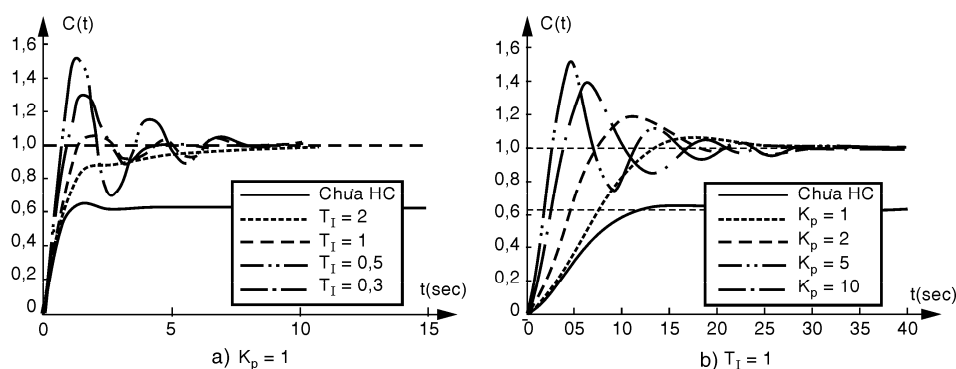 C(t)
1,6
1,4
1,2
1,0
0,8
0,6
0,4
0,2
0
Chưa HC
T_I = 2
T_I = 1
T_I = 0,5
T_I = 0,3
t(sec)
0 5 10 15
a) K_p = 1
C(t)
1,6
1,4
1,2
1,0
0,8
0,6
0,4
0,2
0
Chưa HC
K_p = 1
K_p = 2
K_p = 5
K_p = 10
t(sec)
0 05 10 15 20 25 30 35 40
b) T_I = 1